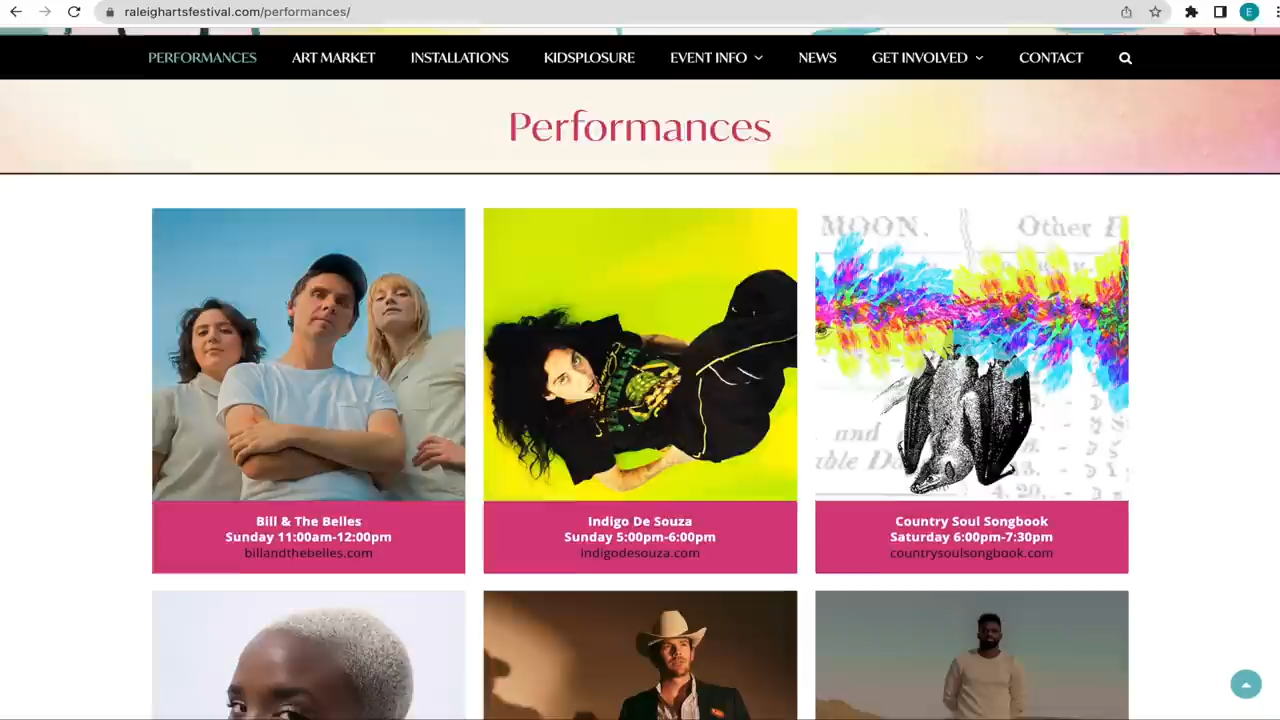 raleighartsfestival.com/performances/
E
PERFORMANCES ART MARKET INSTALLATIONS KIDSPLOSURE EVENT INFO NEWS GET INVOLVED CONTACT
Performances
MOON. Other
and
Bill & The Belles
Sunday 11:00am-12:00pm
billandthebelles.com
Indigo De Souza
Sunday 5:00pm-6:00pm
indigodesouza.com
Country Soul Songbook
Saturday 6:00pm-7:30pm
countrysoulsongbook.com